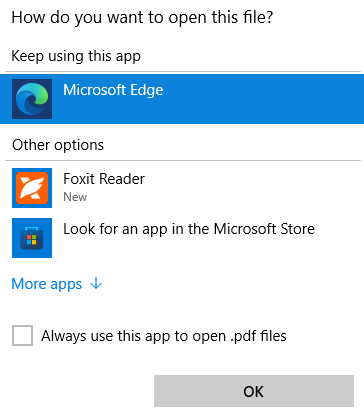 How do you want to open this file?
Keep using this app
Microsoft Edge
Other options
Foxit Reader
New
Look for an app in the Microsoft Store
More apps ↓
Always use this app to open .pdf files
OK